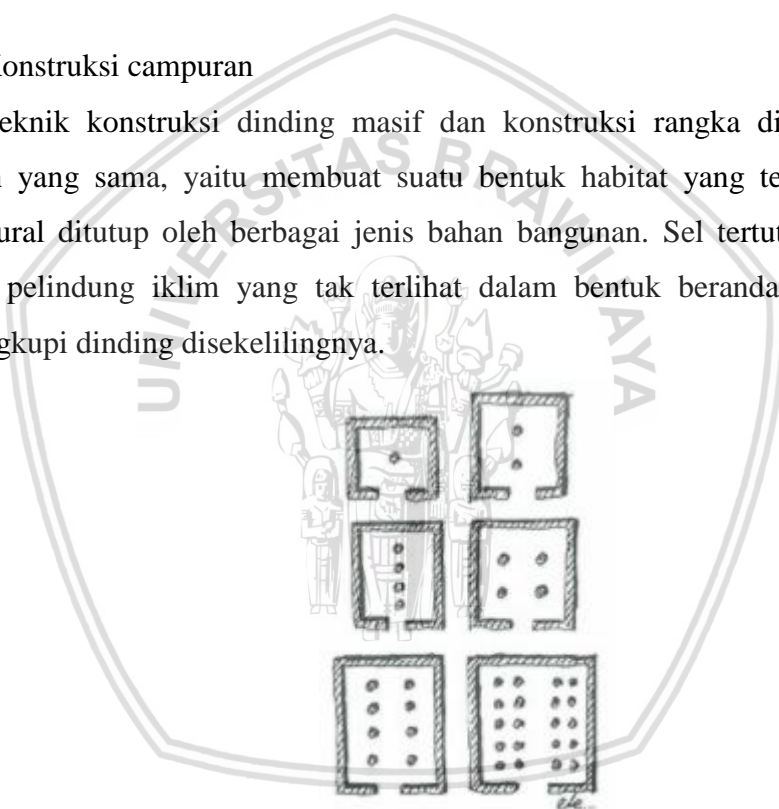 onstruksi campuran
eknik konstruksi dinding masif dan konstruksi rangka di
yang sama, yaitu membuat suatu bentuk habitat yang te
ural ditutup oleh berbagai jenis bahan bangunan. Sel tertut
pelindung iklim yang tak terlihat dalam bentuk beranda
gkupi dinding disekelilingnya.
UNIVERSITAS BRAWIJAYA